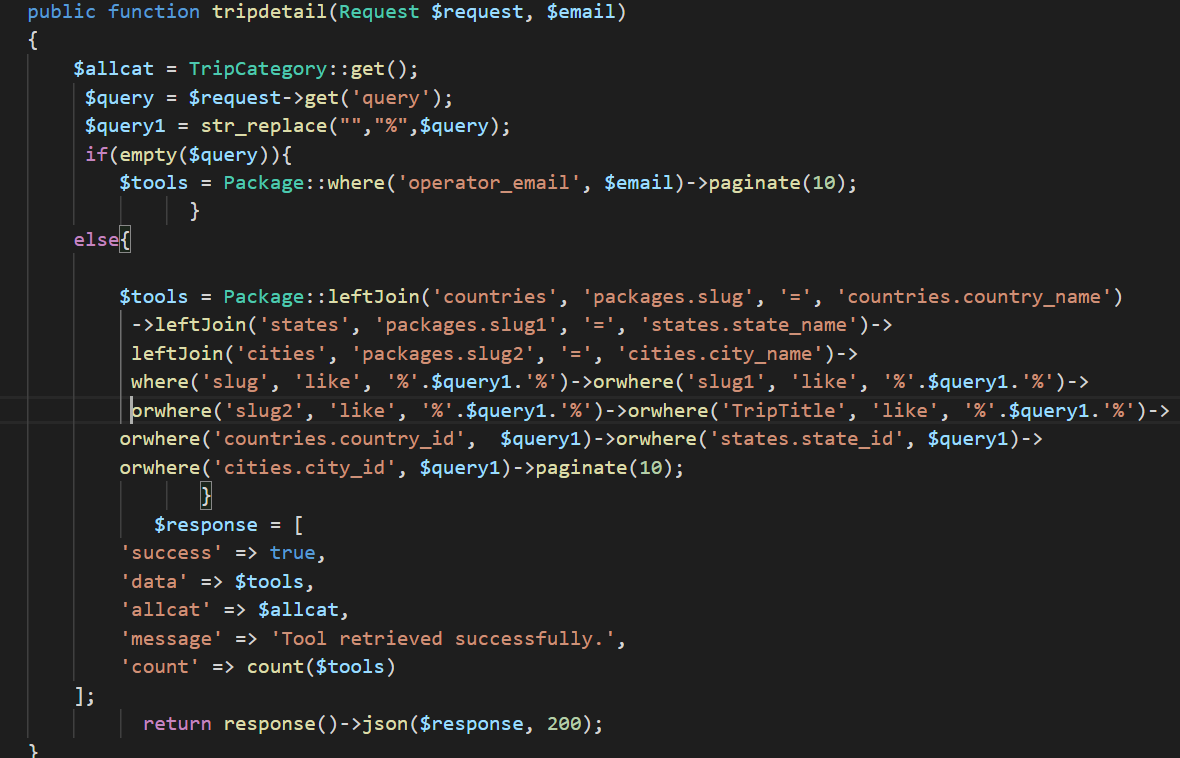 public function tripdetail(Request $request, $email)
{
$allcat = TripCategory::get();
$query = $request->get('query');
$query1 = str_replace("","%",$query);
if(empty($query)){
$tools = Package::where('operator_email', $email)->paginate(10);
}
else{
$tools = Package::leftJoin('countries', 'packages.slug', '=', 'countries.country_name')
->leftJoin('states', 'packages.slug1', '=', 'states.state_name')->
leftJoin('cities', 'packages.slug2', '=', 'cities.city_name')->
where('slug', 'like', '%'.$query1.'%')->orwhere('slug1', 'like', '%'.$query1.'%')->
orwhere('slug2', 'like', '%'.$query1.'%')->orwhere('TripTitle', 'like', '%'.$query1.'%')->
orwhere('countries.country_id',  $query1)->orwhere('states.state_id', $query1)->
orwhere('cities.city_id', $query1)->paginate(10);
}
$response = [
'success' => true,
'data' => $tools,
'allcat' => $allcat,
'message' => 'Tool retrieved successfully.',
'count' => count($tools)
];
return response()->json($response, 200);
}